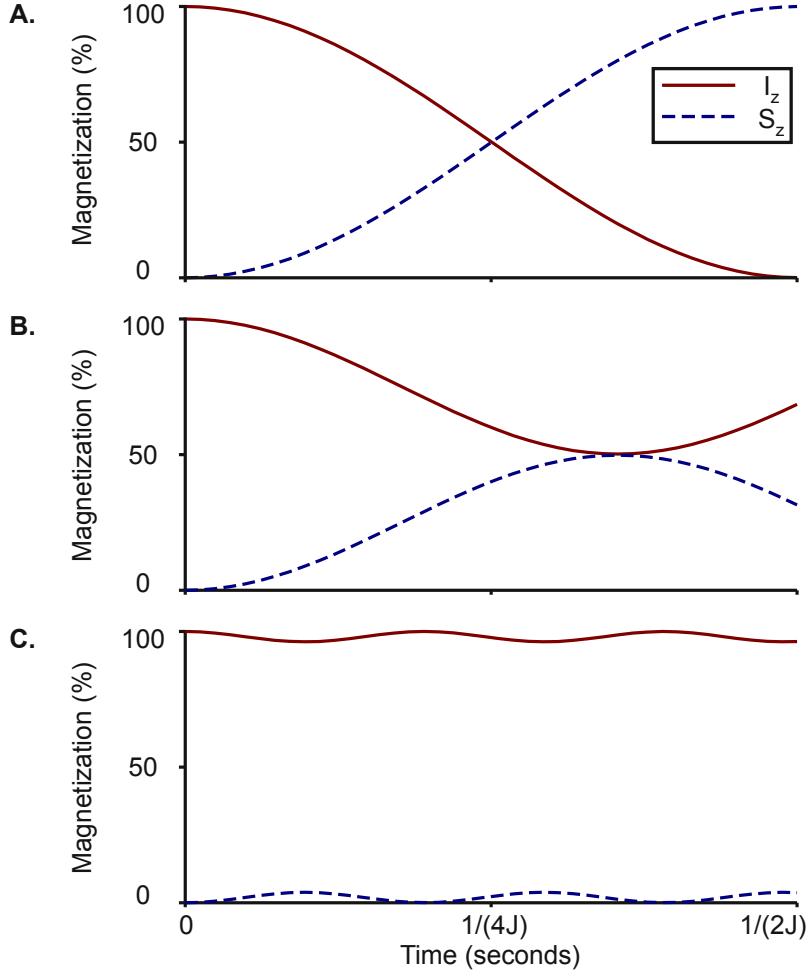 A.
Magnetization (%)
100
50
0
I_z
S_z
B.
Magnetization (%)
100
50
0
C.
Magnetization (%)
100
50
0
0
1/(4J)
1/(2J)
Time (seconds)